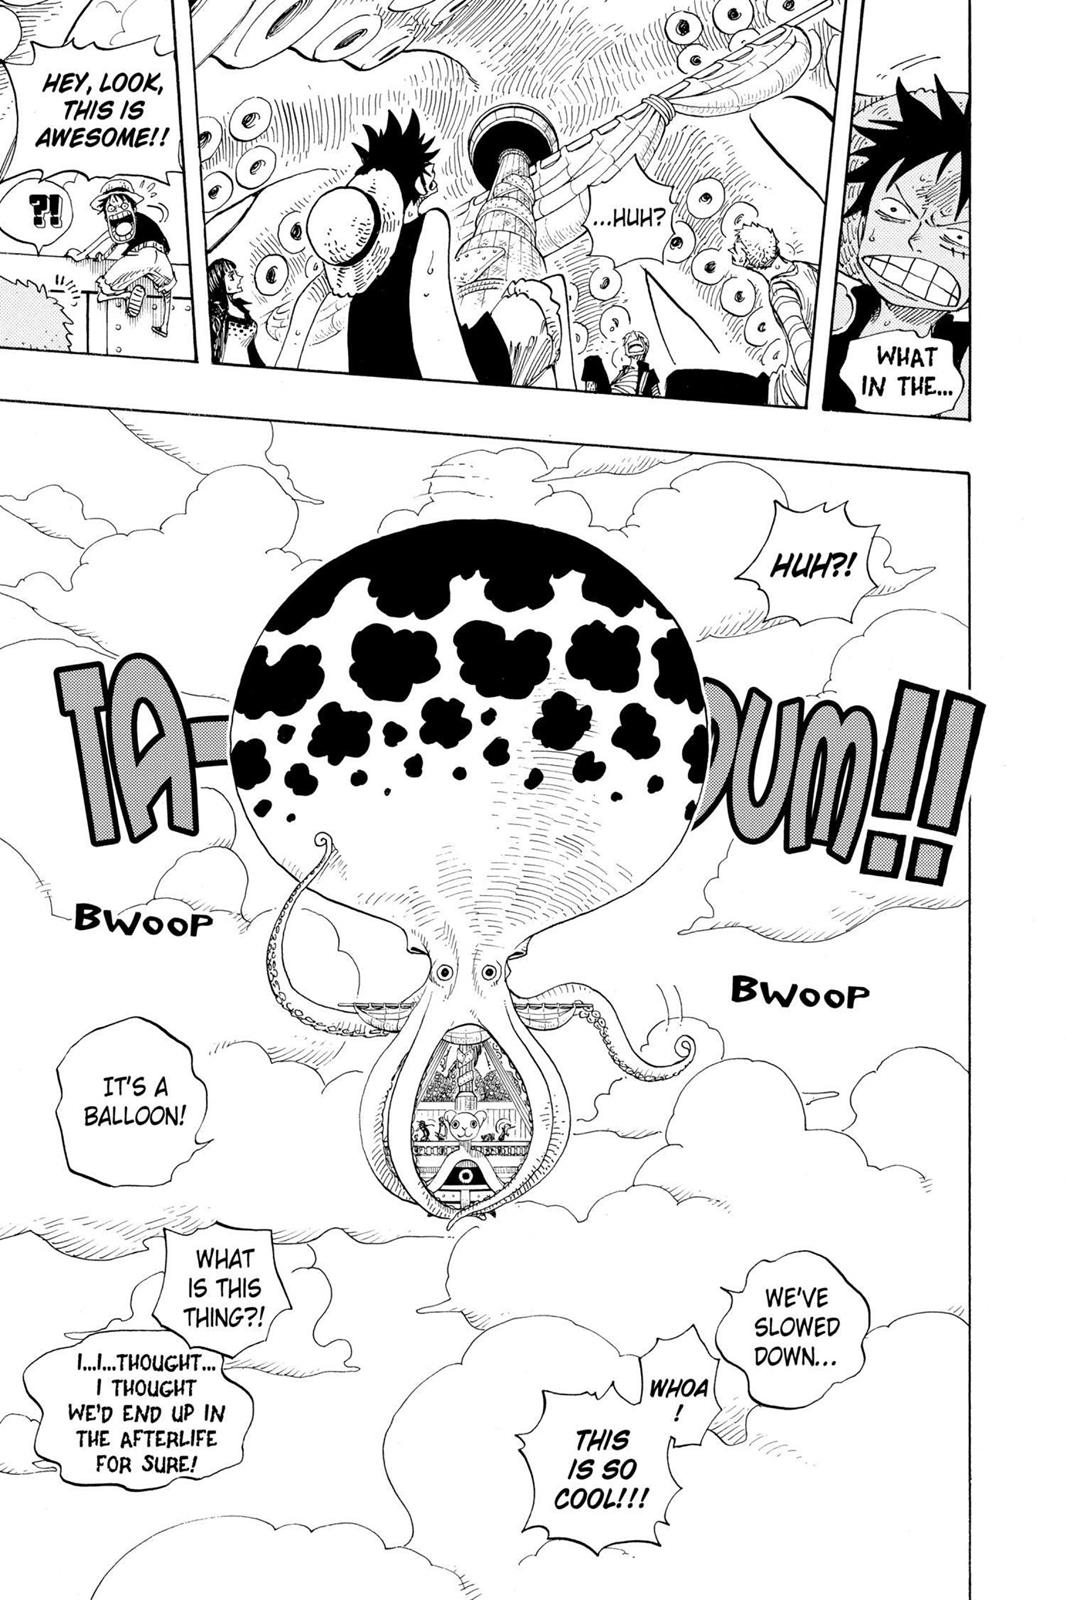 WHAT
IN THE...
...HUH?
HEY, LOOK,
THIS IS
AWESOME!!
?!
HUH?!
TA-DUM!!
BWOOP
BWOOP
IT'S A
BALLOON!
WE'VE
SLOWED
DOWN...
WHOA
!
THIS
IS SO
COOL!!!
WHAT
IS THIS
THING?!
I...I...THOUGHT...
I THOUGHT
WE'D END UP IN
THE AFTERLIFE
FOR SURE!